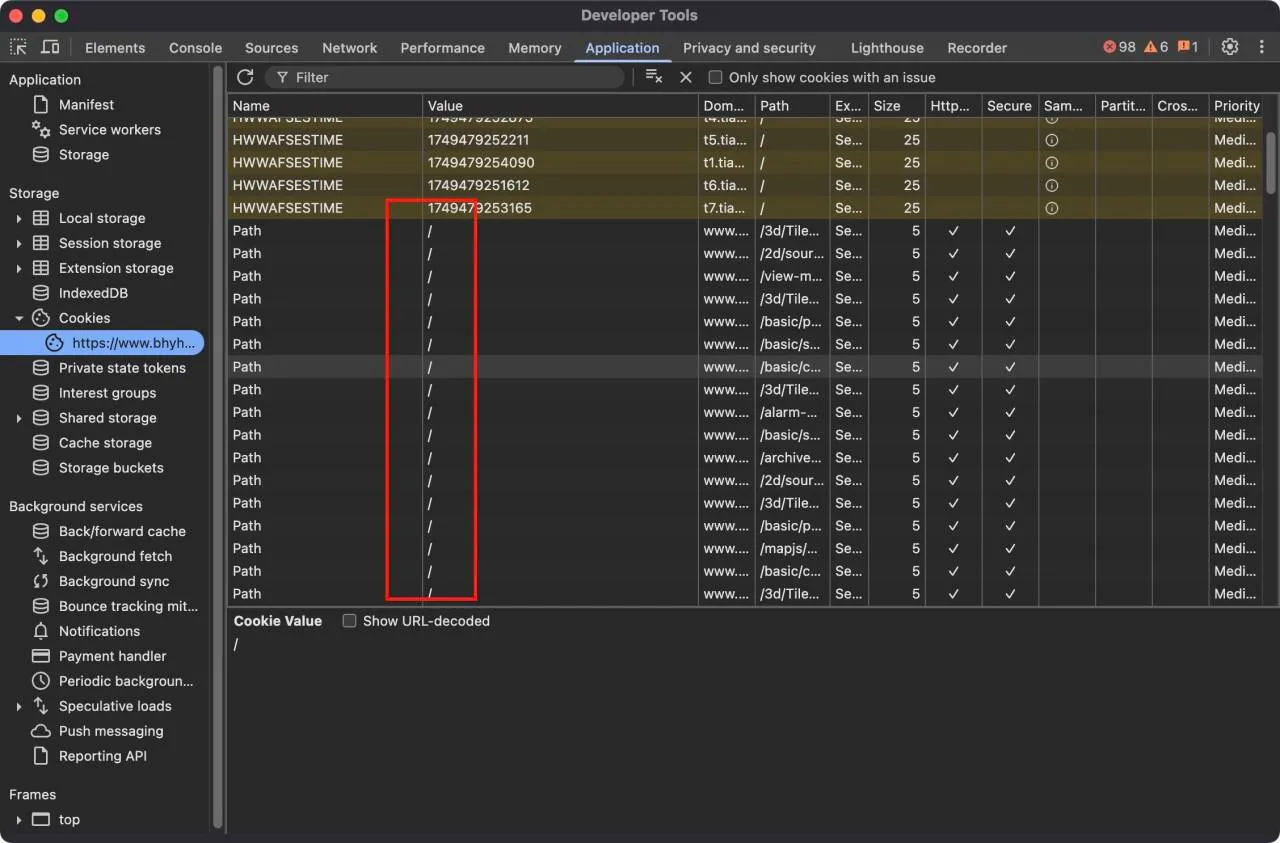 Developer Tools
Elements Console Sources Network Performance Memory Application Privacy and security Lighthouse Recorder 98 6 1
Application
Manifest
Service workers
Storage
Storage
Local storage
Session storage
Extension storage
IndexedDB
Cookies
https://www.bhyh...
Private state tokens
Interest groups
Shared storage
Cache storage
Storage buckets
Background services
Back/forward cache
Background fetch
Background sync
Bounce tracking mit...
Notifications
Payment handler
Periodic backgroun...
Speculative loads
Push messaging
Reporting API
Frames
top
Filter Only show cookies with an issue
Name Value Dom... Path Ex... Size Http... Secure Sam... Partit... Cros... Priority
HWWAFSESTIME 1749479252873 t4.tia... / Se... 25 Medi...
HWWAFSESTIME 1749479252211 t5.tia... / Se... 25 Medi...
HWWAFSESTIME 1749479254090 t1.tia... / Se... 25 Medi...
HWWAFSESTIME 1749479251612 t6.tia... / Se... 25 Medi...
HWWAFSESTIME 1749479253165 t7.tia... / Se... 25 Medi...
Path / www.... /3d/Tile... Se... 5 ✓ ✓ Medi...
Path / www.... /2d/sour... Se... 5 ✓ ✓ Medi...
Path / www.... /view-m... Se... 5 ✓ ✓ Medi...
Path / www.... /3d/Tile... Se... 5 ✓ ✓ Medi...
Path / www.... /basic/p... Se... 5 ✓ ✓ Medi...
Path / www.... /basic/s... Se... 5 ✓ ✓ Medi...
Path / www.... /basic/c... Se... 5 ✓ ✓ Medi...
Path / www.... /3d/Tile... Se... 5 ✓ ✓ Medi...
Path / www.... /alarm-... Se... 5 ✓ ✓ Medi...
Path / www.... /basic/s... Se... 5 ✓ ✓ Medi...
Path / www.... /archive... Se... 5 ✓ ✓ Medi...
Path / www.... /2d/sour... Se... 5 ✓ ✓ Medi...
Path / www.... /3d/Tile... Se... 5 ✓ ✓ Medi...
Path / www.... /basic/p... Se... 5 ✓ ✓ Medi...
Path / www.... /mapjs/... Se... 5 ✓ ✓ Medi...
Path / www.... /basic/c... Se... 5 ✓ ✓ Medi...
Path / www.... /3d/Tile... Se... 5 ✓ ✓ Medi...
Cookie Value Show URL-decoded
/